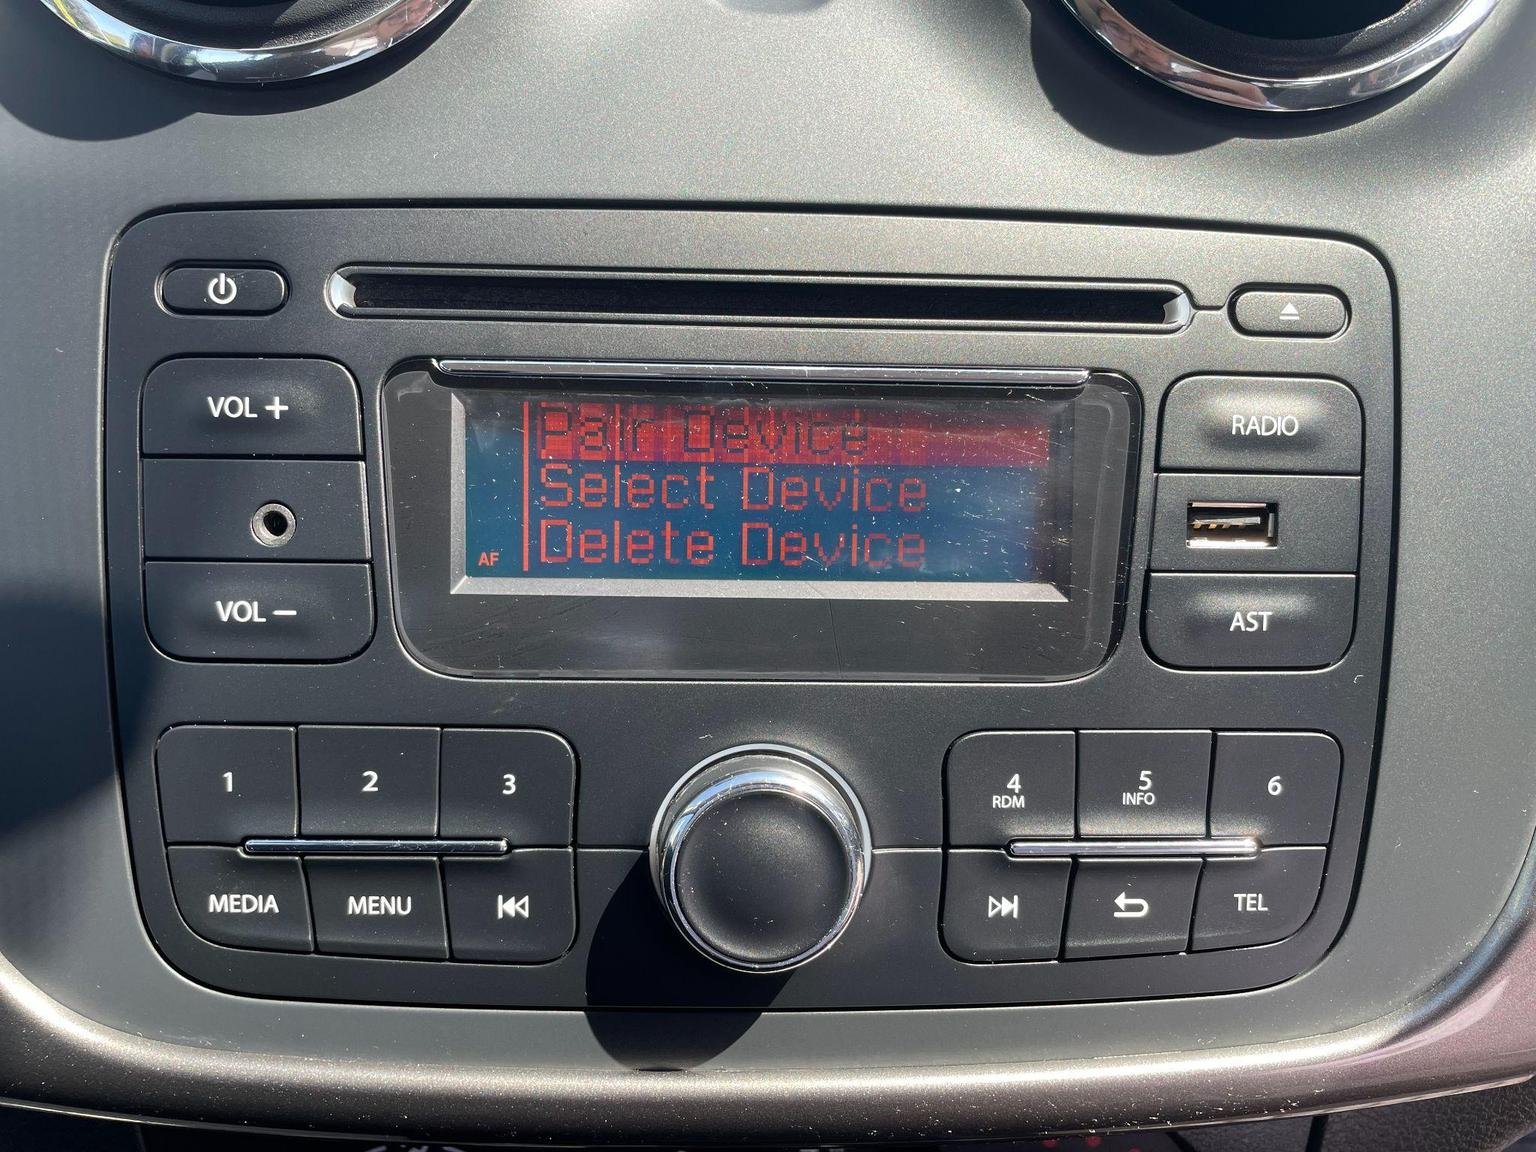 VOL +
VOL −
Pair Device
Select Device
Delete Device
AF
RADIO
AST
1
2
3
4
RDM
5
INFO
6
MEDIA
MENU
TEL